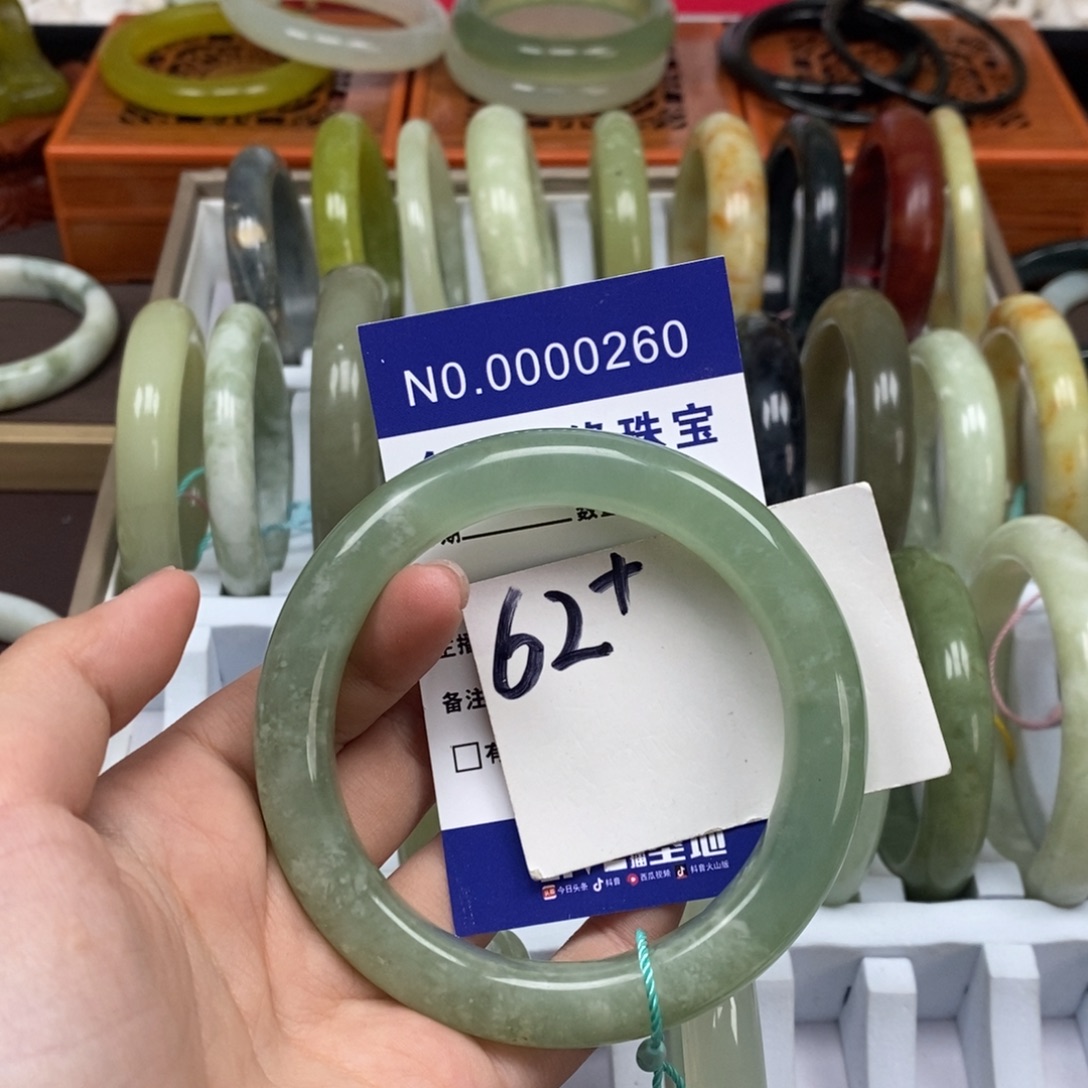 NO.0000260
珠宝
期
62+
备注
今日头条 抖音 西瓜视频 抖音火山版